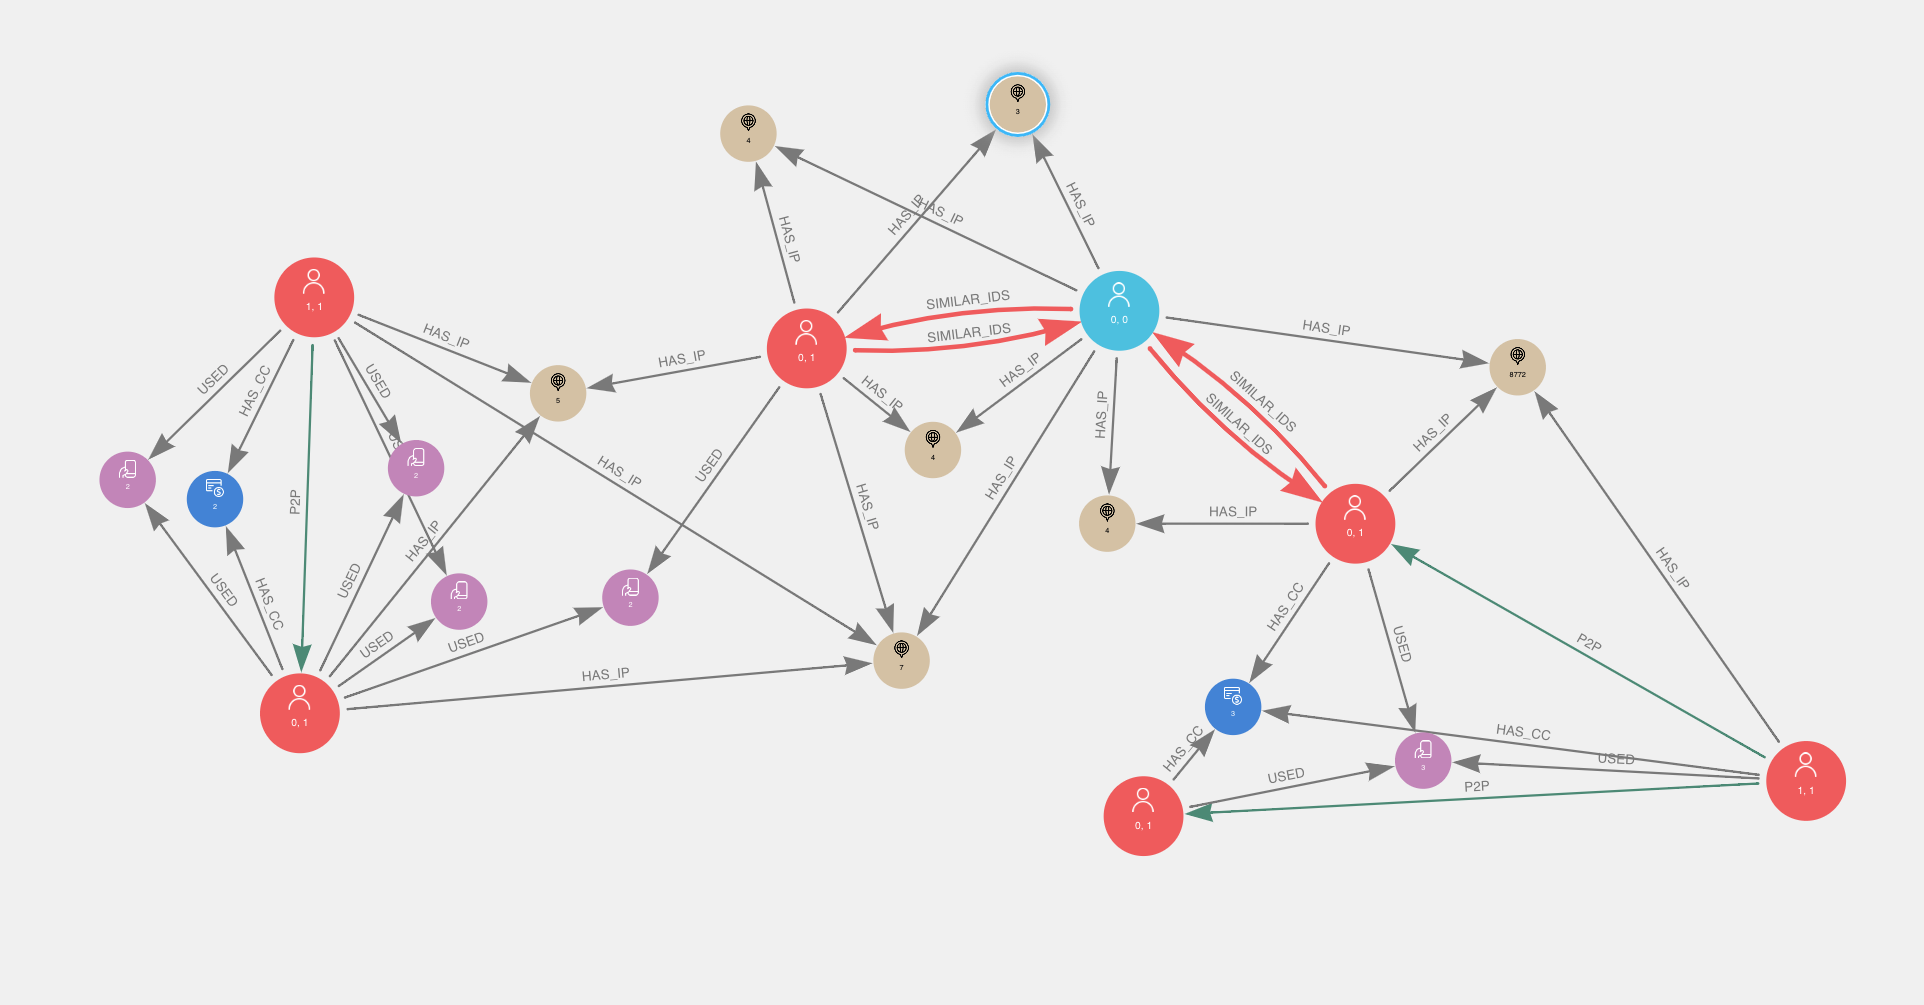 3
4
HAS_IP
HAS_IP
HAS_IP
HAS_IP
1, 1
0, 0
SIMILAR_IDS
SIMILAR_IDS
0, 1
HAS_IP
HAS_IP
HAS_IP
8772
HAS_IP
HAS_IP
5
USED
HAS_CC
USED
HAS_IP
SIMILAR_IDS
SIMILAR_IDS
HAS_IP
HAS_IP
4
2
2
2
P2P
HAS_IP
USED
HAS_IP
HAS_IP
4
HAS_IP
0, 1
HAS_IP
HAS_IP
USED
HAS_CC
USED
2
2
HAS_CC
USED
P2P
USED
USED
HAS_IP
7
0, 1
3
HAS_CC
HAS_CC
USED
USED
3
P2P
1, 1
0, 1